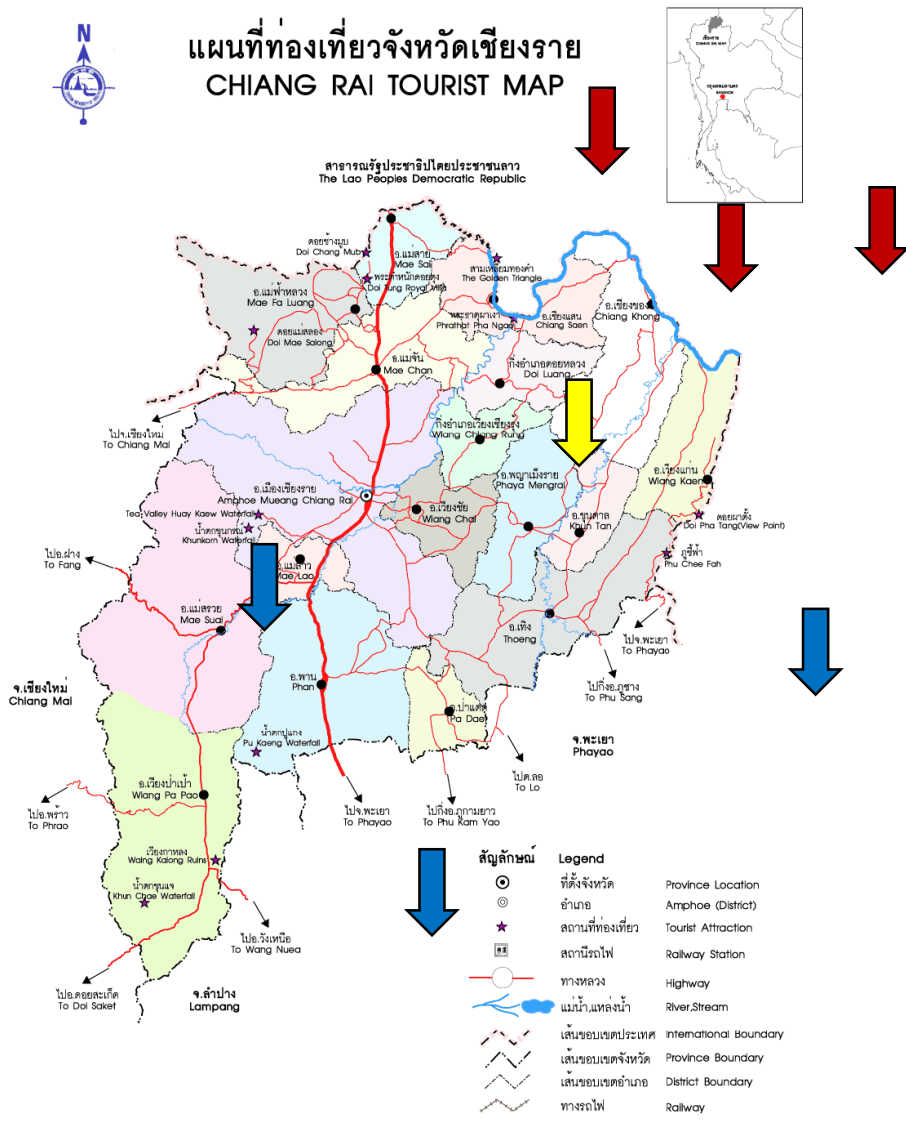 N
แผนที่ท่องเที่ยวจังหวัดเชียงราย
CHIANG RAI TOURIST MAP
เชียงราย
CHIANG RAI MAP
กรุงเทพมหานคร
BANGKOK
สาธารณรัฐประชาธิปไตยประชาชนลาว
The Lao Peoples Democratic Republic
ดอยช้างมูบ
Doi Chang Mub
อ.แม่สาย
Mae Sai
พระตำหนักดอยตุง
Doi Tung Royal Villa
อ.แม่ฟ้าหลวง
Mae Fa Luang
สามเหลี่ยมทองคำ
The Golden Triangle
พระธาตุผาเงา
Phrathat Pha Ngao
อ.เชียงแสน
Chiang Saen
อ.เชียงของ
Chiang Khong
ดอยแม่สลอง
Doi Mae Salong
อ.แม่จัน
Mae Chan
กิ่งอำเภอดอยหลวง
Doi Luang
ไปจ.เชียงใหม่
To Chiang Mai
กิ่งอำเภอเวียงเชียงรุ้ง
Wiang Chiang Rung
อ.เมืองเชียงราย
Amphoe Mueang Chiang Rai
อ.พญาเม็งราย
Phaya Mengrai
อ.เวียงแก่น
Wiang Kaen
อ.เวียงชัย
Wiang Chai
อ.ขุนตาล
Khun Tan
Tea Valley Huay Kaew Waterfall
น้ำตกขุนกรณ์
Khunkorn Waterfall
ดอยผาตั้ง
Doi Pha Tang(View Point)
ภูชี้ฟ้า
Phu Chee Fah
ไปอ.ฝาง
To Fang
อ.แม่ลาว
Mae Lao
อ.แม่สรวย
Mae Suai
อ.เทิง
Thoeng
ไปจ.พะเยา
To Phayao
อ.พาน
Phan
ไปกิ่งอ.ภูซาง
To Phu Sang
จ.เชียงใหม่
Chiang Mai
อ.ป่าแดด
Pa Daet
น้ำตกปูแกง
Pu Kaeng Waterfall
จ.พะเยา
Phayao
ไปต.ลอ
To Lo
อ.เวียงป่าเป้า
Wiang Pa Pao
ไปอ.พร้าว
To Phrao
ไปจ.พะเยา
To Phayao
ไปกิ่งอ.ภูกามยาว
To Phu Kam Yao
เวียงกาหลง
Waing Kalong Ruins
น้ำตกขุนแจ
Khun Chae Waterfall
ไปอ.วังเหนือ
To Wang Nuea
ไปอ.ดอยสะเก็ด
To Doi Saket
จ.ลำปาง
Lampang
สัญลักษณ์ Legend
ที่ตั้งจังหวัด Province Location
อำเภอ Amphoe (District)
สถานที่ท่องเที่ยว Tourist Attraction
สถานีรถไฟ Railway Station
ทางหลวง Highway
แม่น้ำ,แหล่งน้ำ River,Stream
เส้นขอบเขตประเทศ International Boundary
เส้นขอบเขตจังหวัด Province Boundary
เส้นขอบเขตอำเภอ District Boundary
ทางรถไฟ Railway